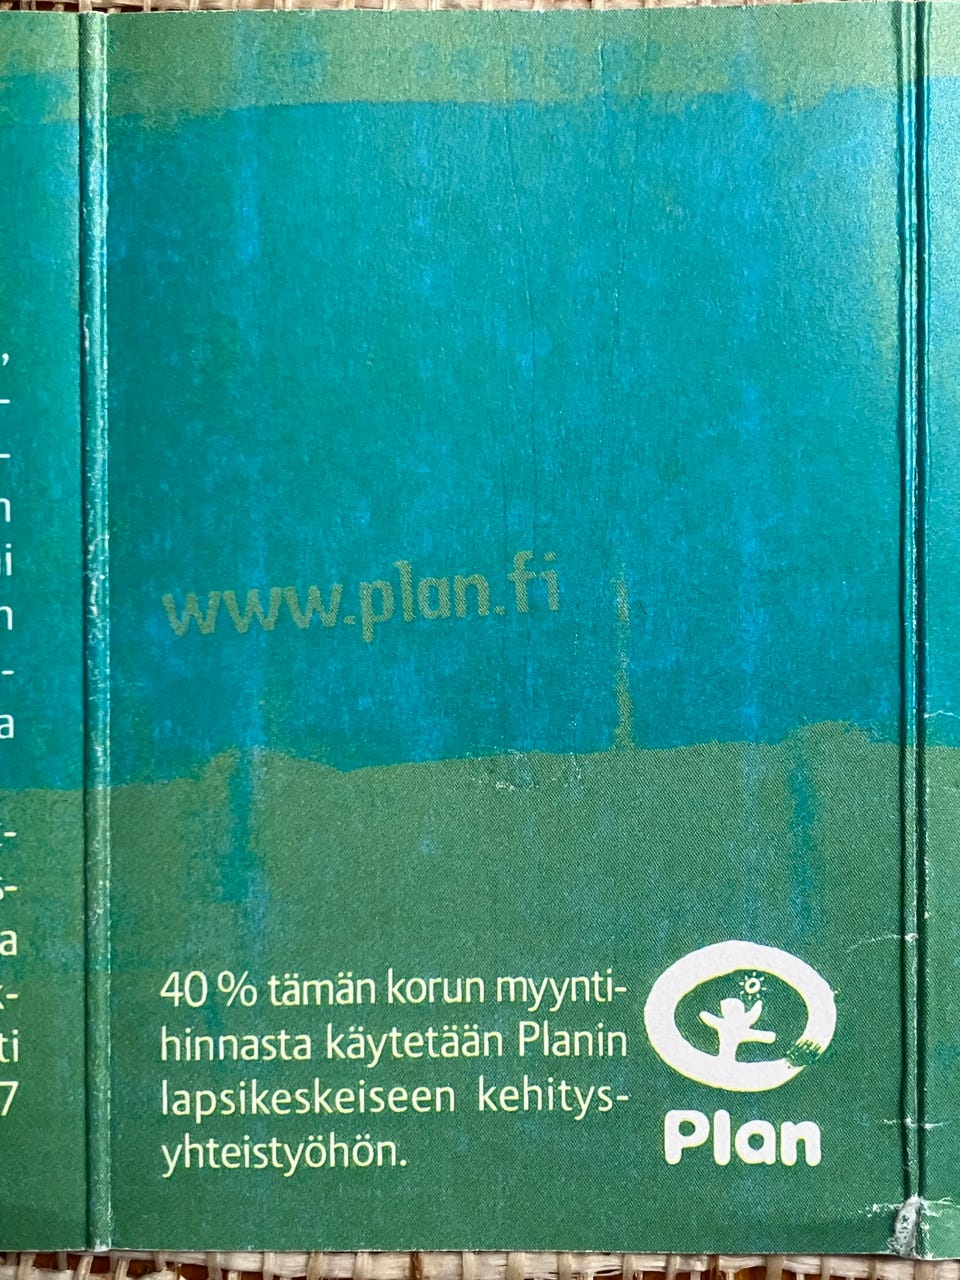 www.plan.fi
40 % tämän korun myynti-
hinnasta käytetään Planin
lapsikeskeiseen kehitys-
yhteistyöhön.
Plan